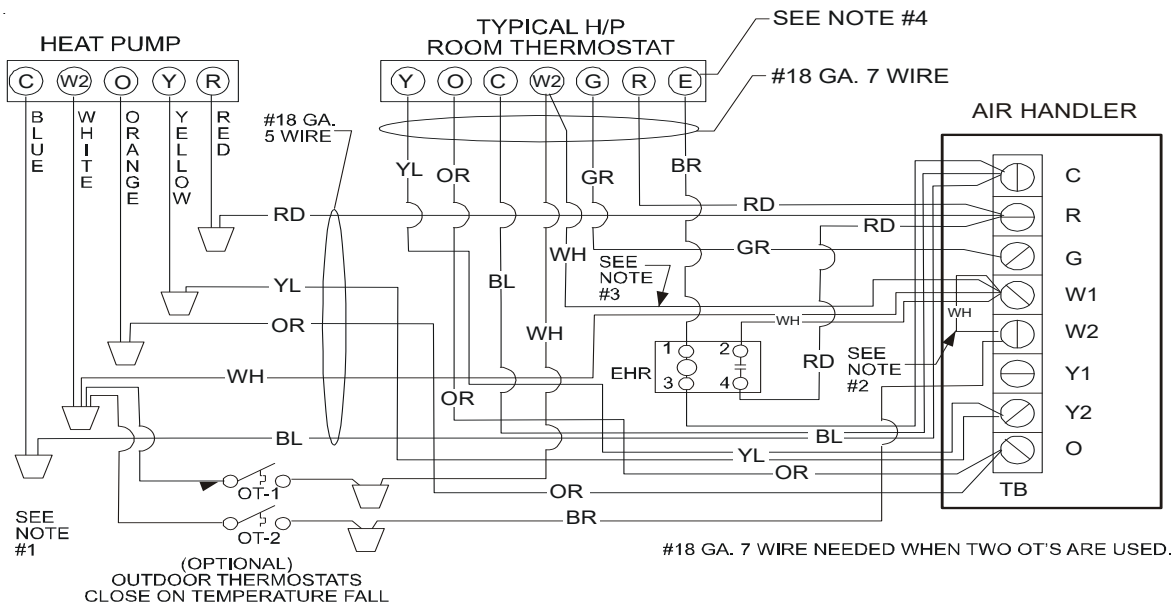 HEAT PUMP
C W2 O Y R
BLUE
WHITE
ORANGE
YELLOW
RED
#18 GA.
5 WIRE
TYPICAL H/P
ROOM THERMOSTAT
Y O C W2 G R E
SEE NOTE #4
#18 GA. 7 WIRE
AIR HANDLER
C
R
G
W1
W2
Y1
Y2
O
TB
YL
OR
GR
BR
RD
RD
RD
GR
WH
SEE
NOTE
#3
BL
YL
OR
WH
WH
WH
1 2
EHR
3 4
RD
SEE
NOTE
#2
WH
OR
BL
BL
YL
OR
OR
BR
OT-1
OT-2
SEE
NOTE
#1
(OPTIONAL)
OUTDOOR THERMOSTATS
CLOSE ON TEMPERATURE FALL
#18 GA. 7 WIRE NEEDED WHEN TWO OT'S ARE USED.